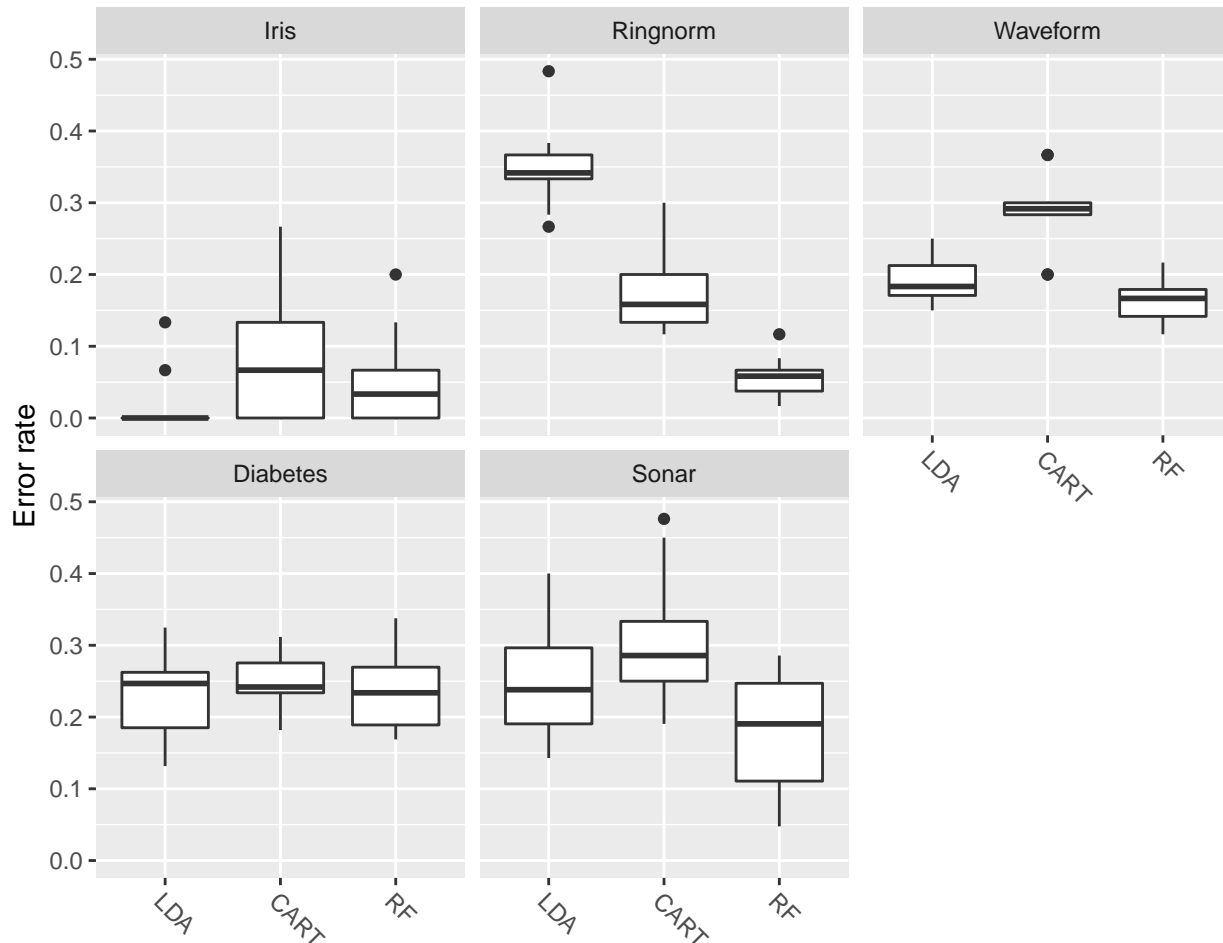 Iris
Ringnorm
Waveform
0.5
0.4
0.3
0.2
0.1
0.0
LDA
CART
RF
Diabetes
Sonar
Error rate
0.5
0.4
0.3
0.2
0.1
0.0
LDA
CART
RF
LDA
CART
RF